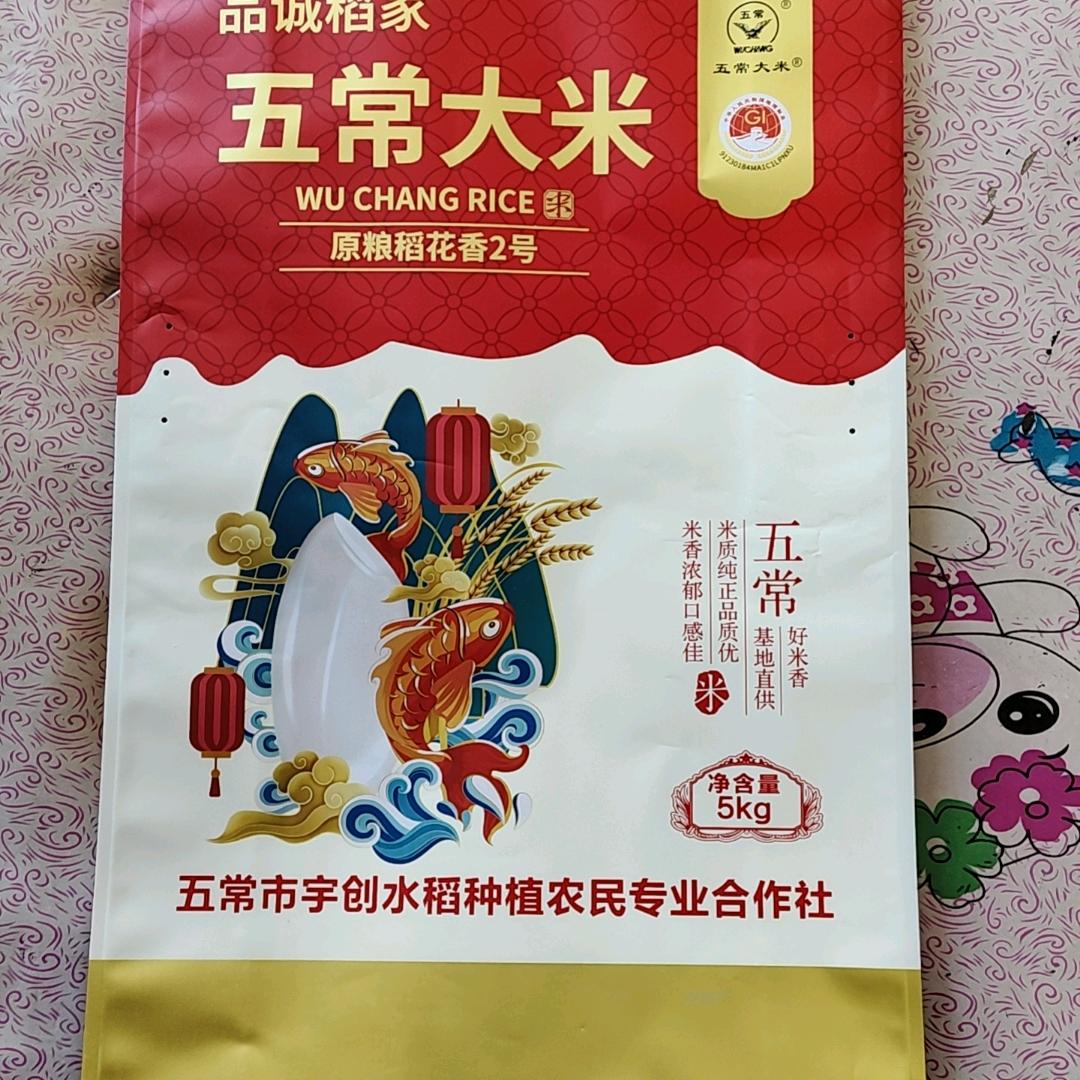 品诚稻家
五常大米
WU CHANG RICE 米
原粮稻花香2号
五常
WUCHANG
五常大米
GI
91230184MA1C1LPNXU
五常
好米香
基地直供
米质纯正品质优
米香浓郁口感佳
米
净含量
5kg
五常市宇创水稻种植农民专业合作社